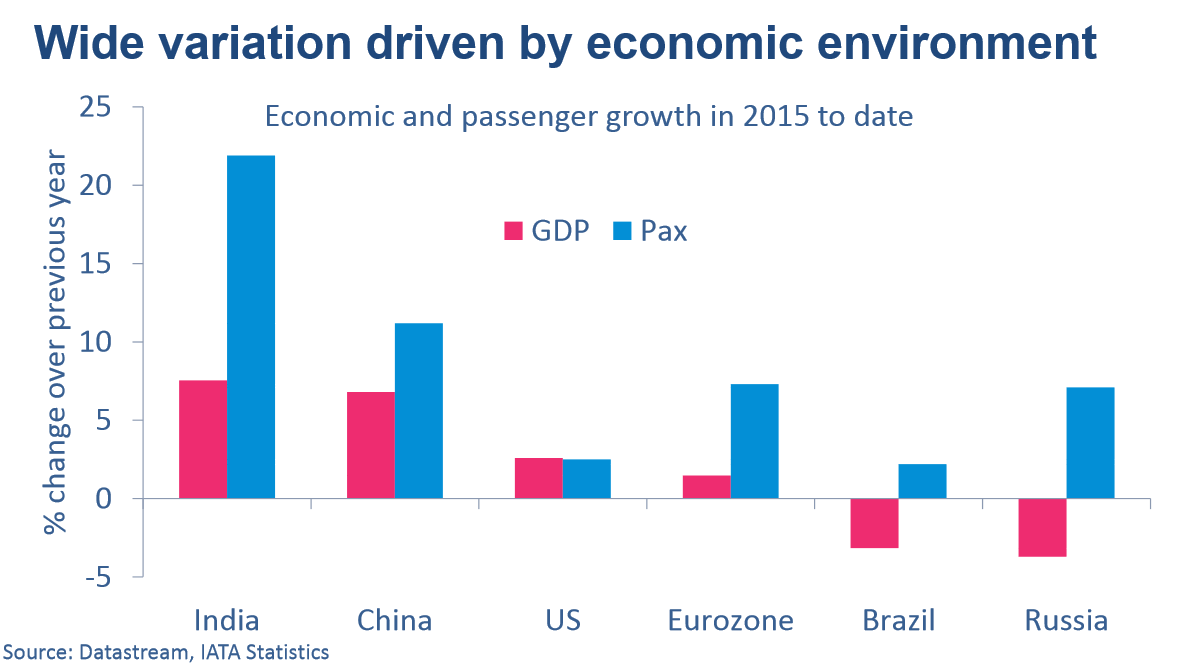 Wide variation driven by economic environment
Economic and passenger growth in 2015 to date
% change over previous year
25
20
15
10
5
0
-5
GDP
Pax
India
China
US
Eurozone
Brazil
Russia
Source: Datastream, IATA Statistics